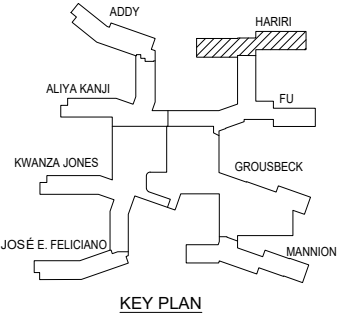 ADDY
HARIRI
ALIYA KANJI
FU
KWANZA JONES
GROUSBECK
JOSÉ E. FELICIANO
MANNION
KEY PLAN